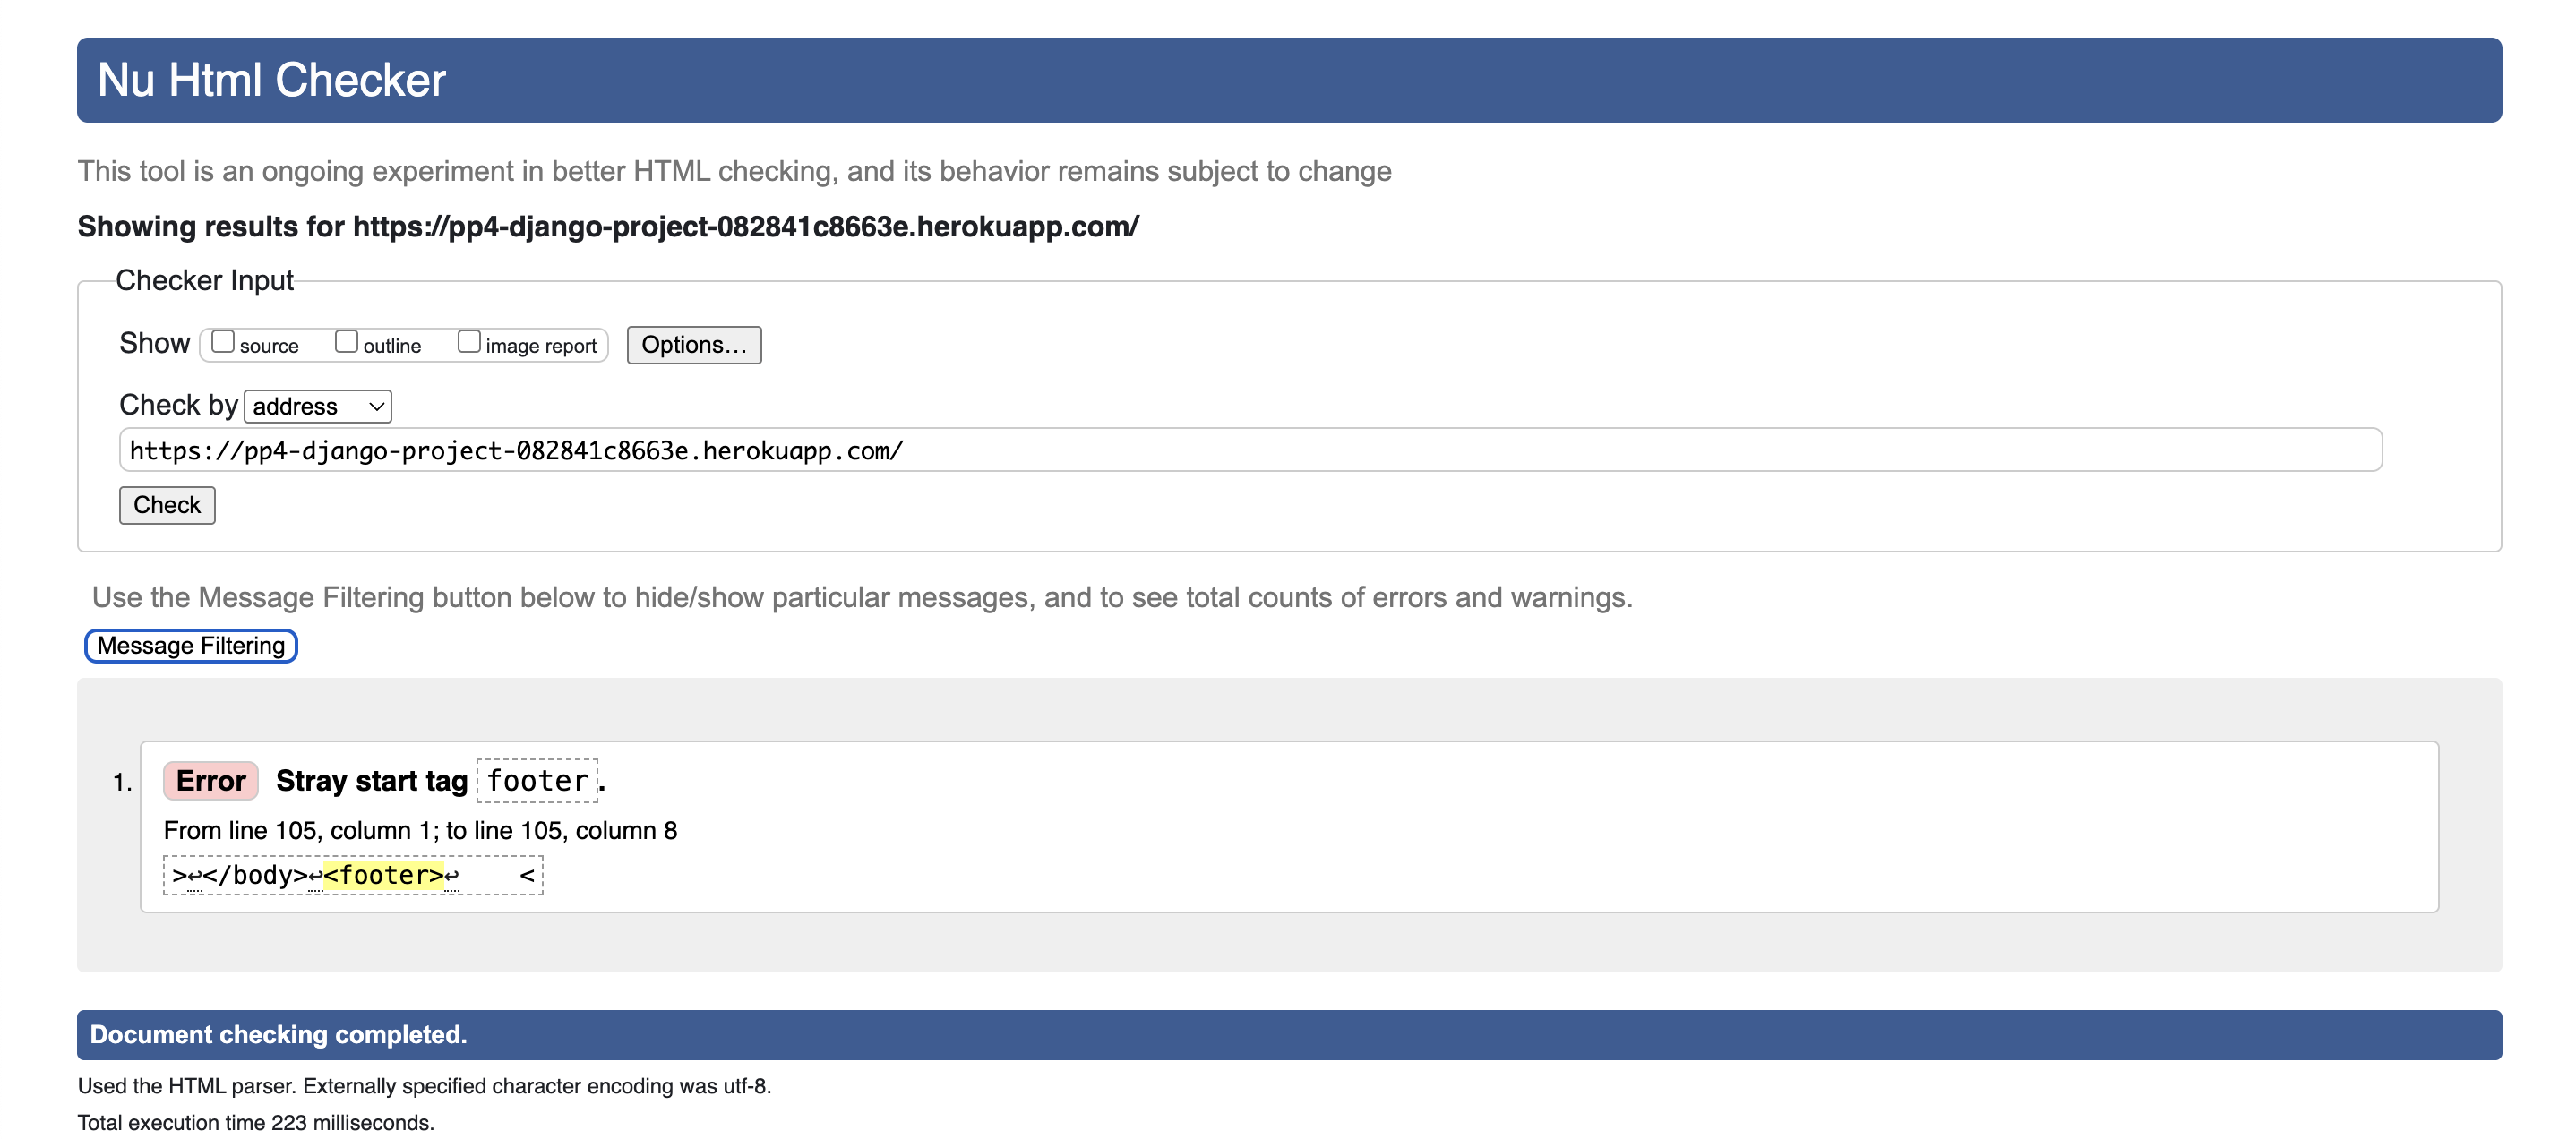 Nu Html Checker
This tool is an ongoing experiment in better HTML checking, and its behavior remains subject to change
Showing results for https://pp4-django-project-082841c8663e.herokuapp.com/
Checker Input
Show source outline image report Options...
Check by address
https://pp4-django-project-082841c8663e.herokuapp.com/
Check
Use the Message Filtering button below to hide/show particular messages, and to see total counts of errors and warnings.
Message Filtering
1. Error Stray start tag footer.
From line 105, column 1; to line 105, column 8
>↩</body>↩<footer>↩    <
Document checking completed.
Used the HTML parser. Externally specified character encoding was utf-8.
Total execution time 223 milliseconds.